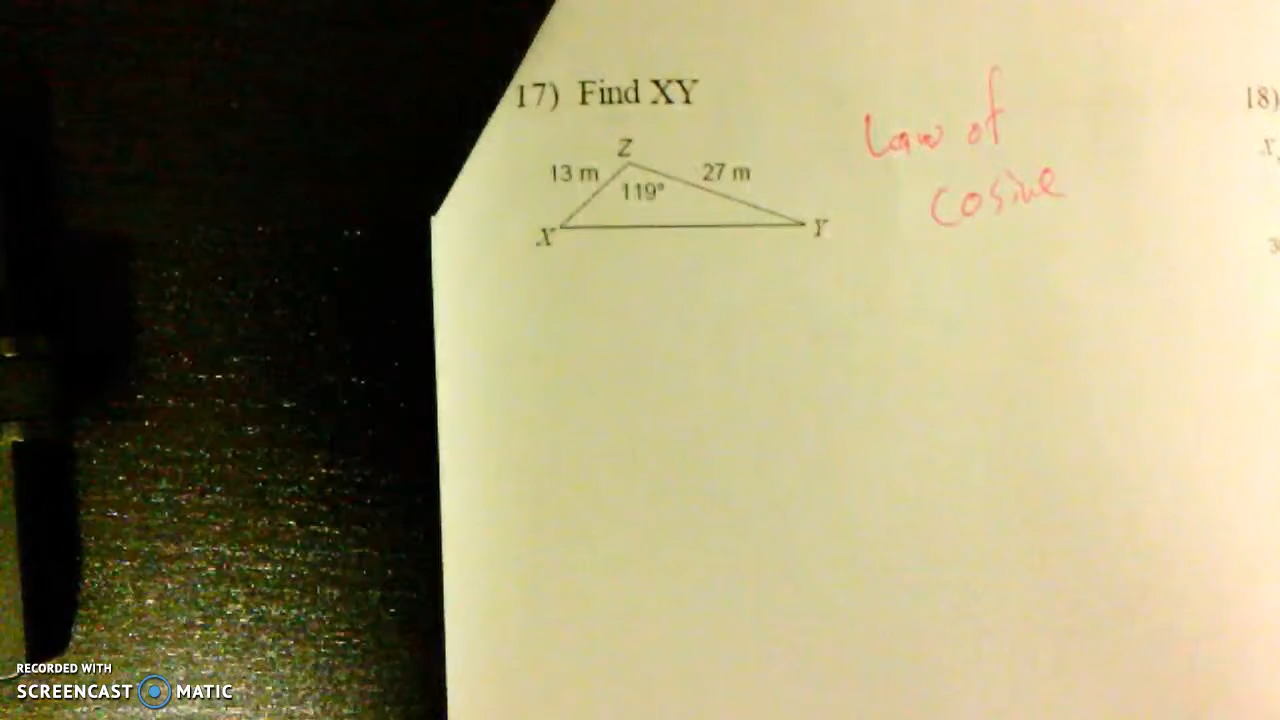 17) Find XY
Z
13 m
27 m
119°
X
Y
Law of
cosine
18)
x,
RECORDED WITH
SCREENCAST MATIC